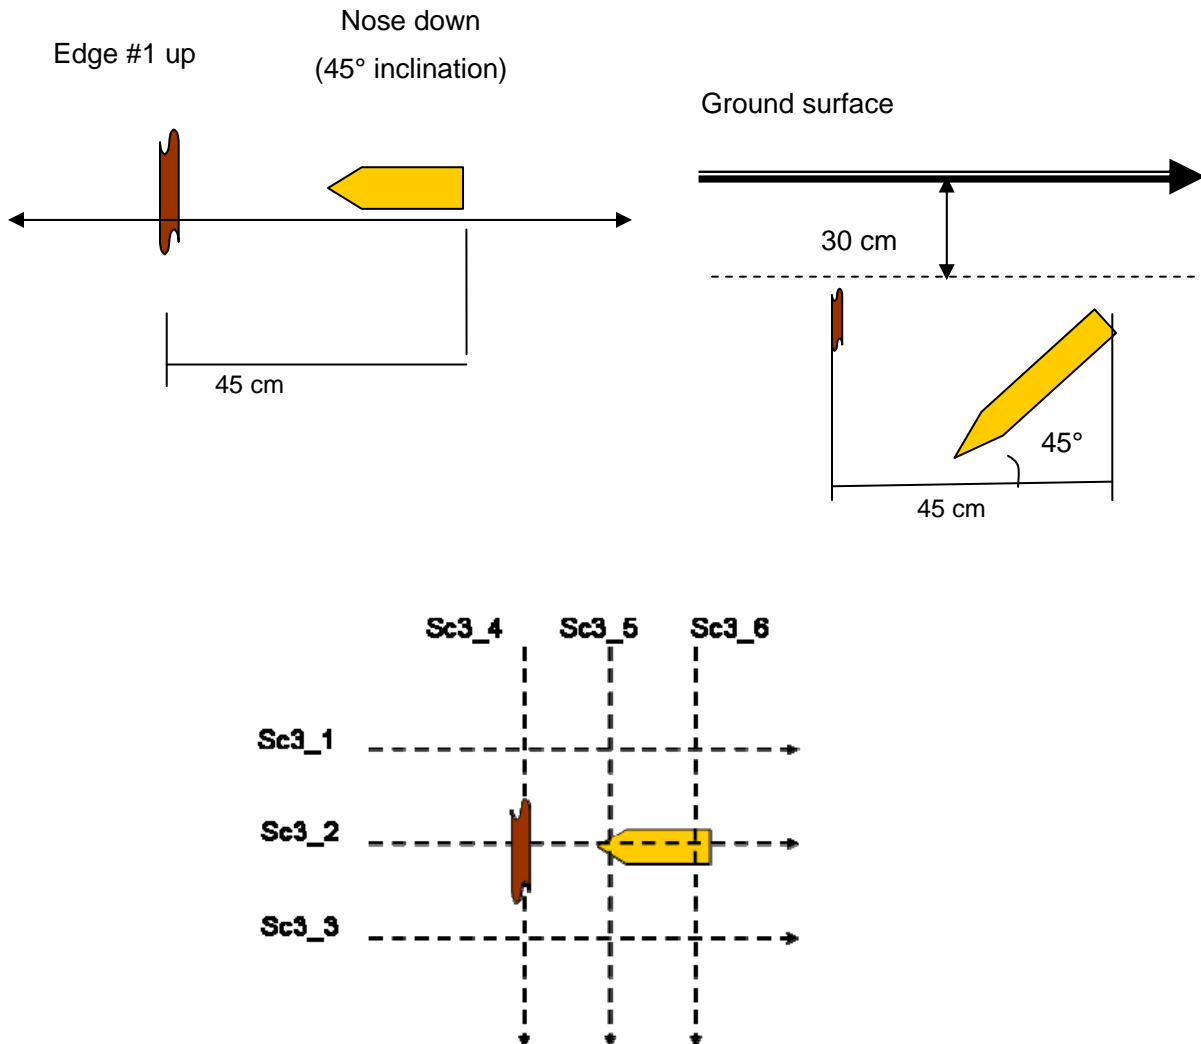 Nose down
(45° inclination)
Edge #1 up
45 cm
Ground surface
30 cm
45°
45 cm
Sc3_4 Sc3_5 Sc3_6
Sc3_1
Sc3_2
Sc3_3